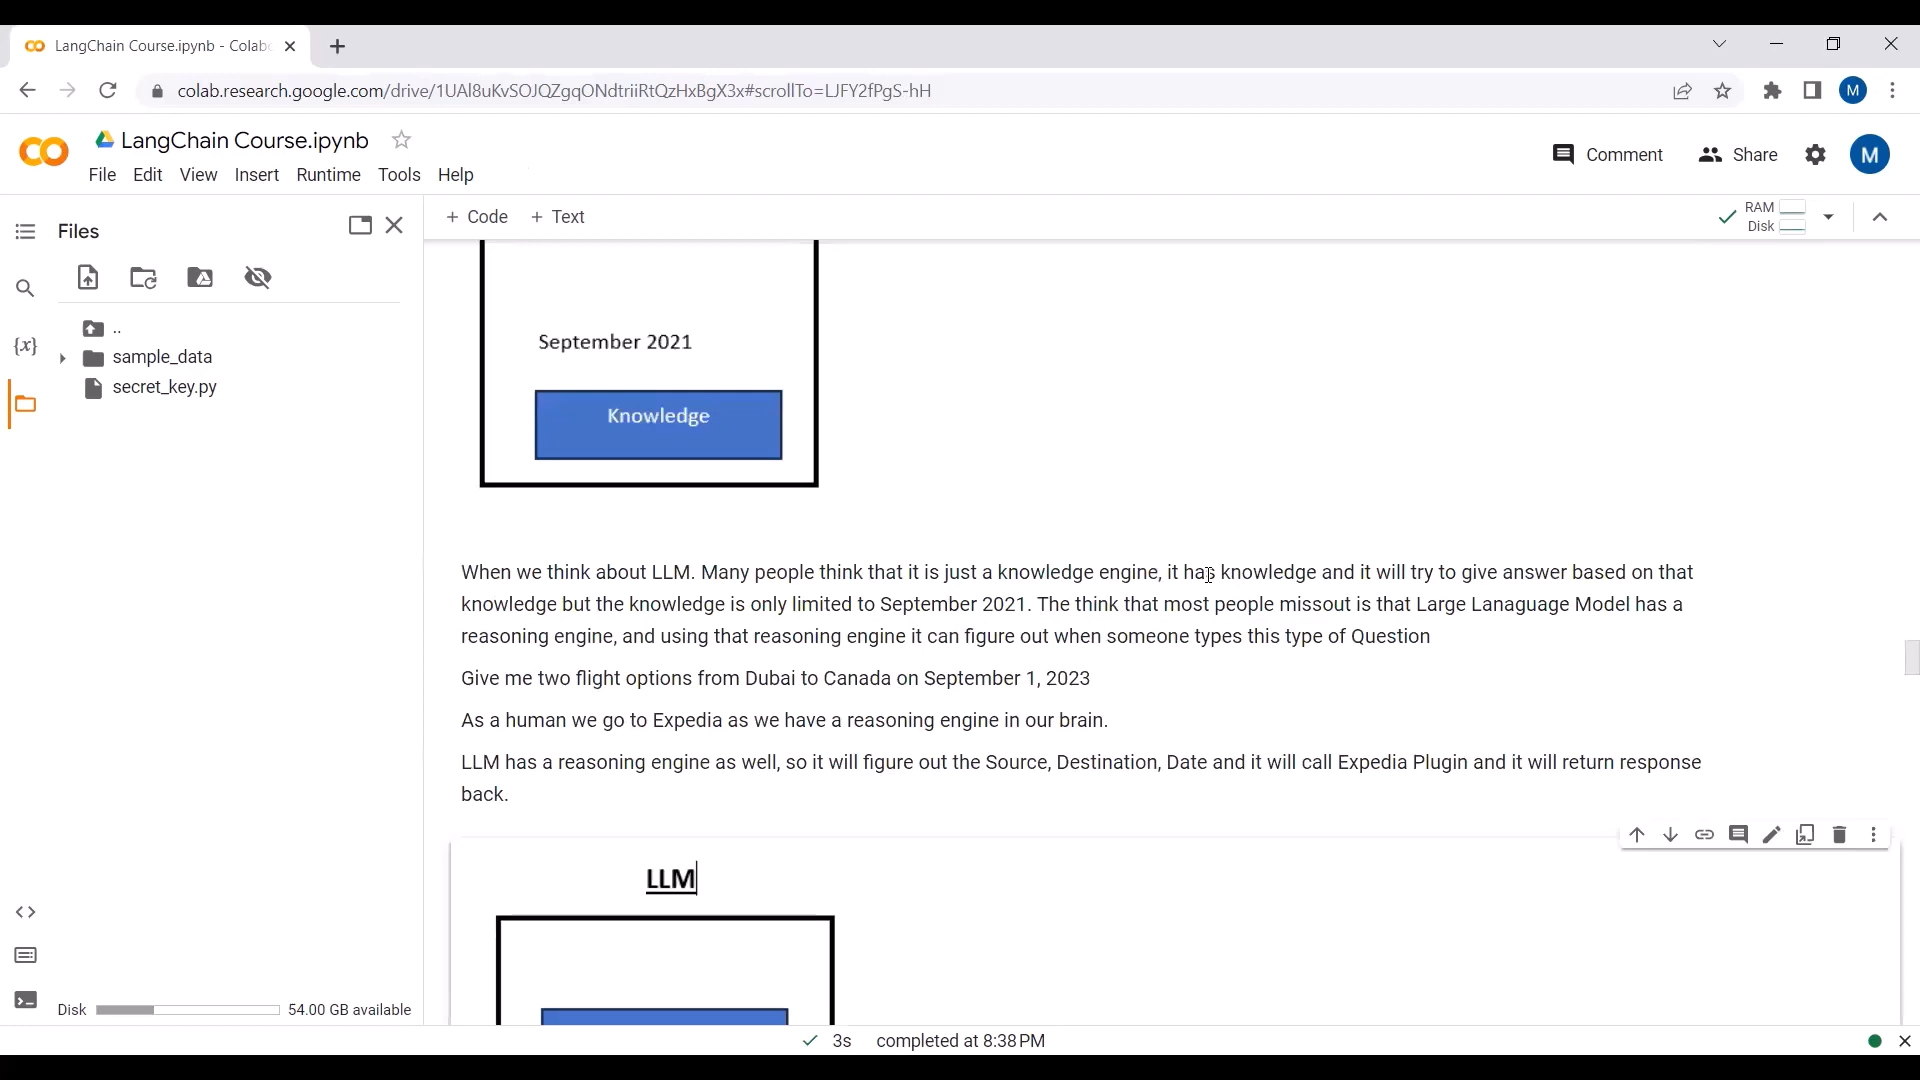 LangChain Course.ipynb - Colab
colab.research.google.com/drive/1UAl8uKvSOJQZgqONdtriiRtQzHxBgX3x#scrollTo=LJFY2fPgS-hH
M
LangChain Course.ipynb
Comment
Share
M
File Edit View Insert Runtime Tools Help
Files
+ Code + Text
RAM
Disk
..
sample_data
{x}
secret_key.py
September 2021
Knowledge
When we think about LLM. Many people think that it is just a knowledge engine, it has knowledge and it will try to give answer based on that
knowledge but the knowledge is only limited to September 2021. The think that most people missout is that Large Lanaguage Model has a
reasoning engine, and using that reasoning engine it can figure out when someone types this type of Question
Give me two flight options from Dubai to Canada on September 1, 2023
As a human we go to Expedia as we have a reasoning engine in our brain.
LLM has a reasoning engine as well, so it will figure out the Source, Destination, Date and it will call Expedia Plugin and it will return response
back.
LLM
Disk 54.00 GB available
3s completed at 8:38 PM